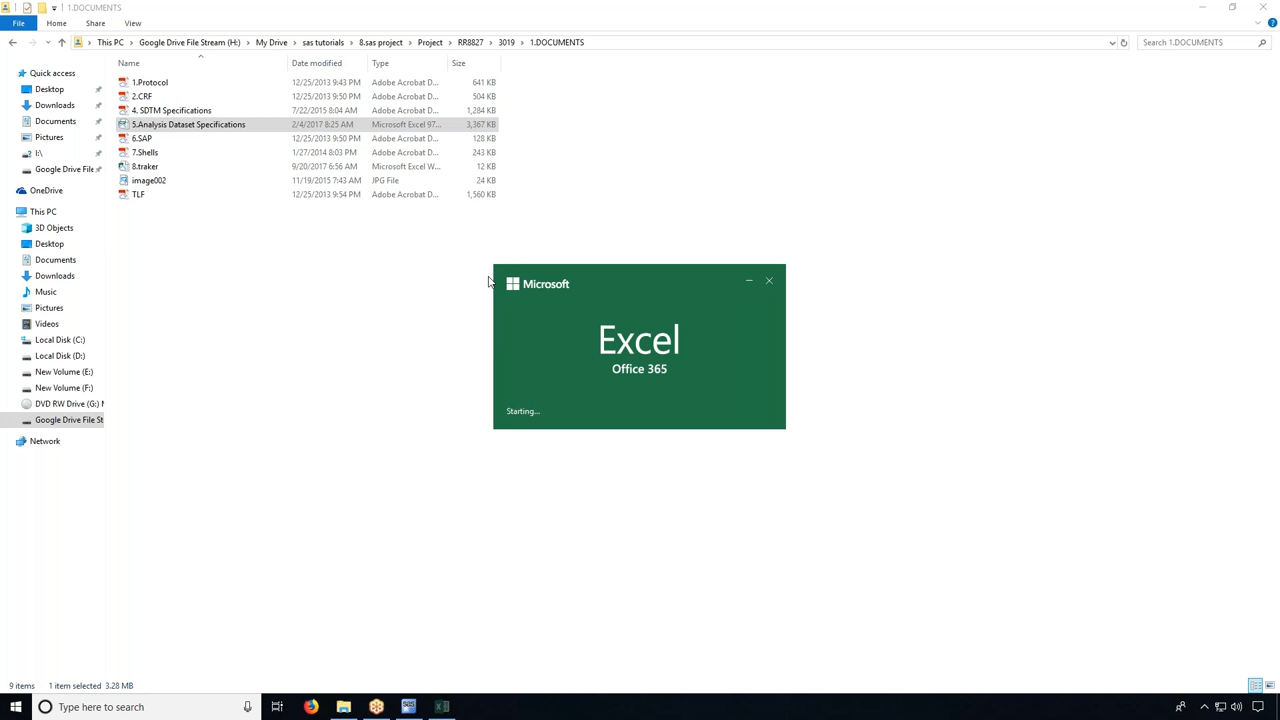 1.DOCUMENTS
File Home Share View
This PC Google Drive File Stream (H:) My Drive sas tutorials 8.sas project Project RR8827 3019 1.DOCUMENTS
Search 1.DOCUMENTS
Name Date modified Type Size
1.Protocol 12/25/2013 9:43 PM Adobe Acrobat D... 641 KB
2.CRF 12/25/2013 9:50 PM Adobe Acrobat D... 504 KB
4. SDTM Specifications 7/22/2015 8:04 AM Adobe Acrobat D... 1,284 KB
5.Analysis Dataset Specifications 2/4/2017 8:25 AM Microsoft Excel 97... 3,367 KB
6.SAP 12/25/2013 9:50 PM Adobe Acrobat D... 128 KB
7.Shells 1/27/2014 8:03 PM Adobe Acrobat D... 243 KB
8.traker 9/20/2017 6:56 AM Microsoft Excel W... 12 KB
image002 11/19/2015 7:43 AM JPG File 24 KB
TLF 12/25/2013 9:54 PM Adobe Acrobat D... 1,560 KB
Quick access
Desktop
Downloads
Documents
Pictures
I:\
Google Drive File
OneDrive
This PC
3D Objects
Desktop
Documents
Downloads
Music
Pictures
Videos
Local Disk (C:)
Local Disk (D:)
New Volume (E:)
New Volume (F:)
DVD RW Drive (G:)
Google Drive File St
Network
Microsoft
Excel
Office 365
Starting...
9 items 1 item selected 3.28 MB
Type here to search
sas